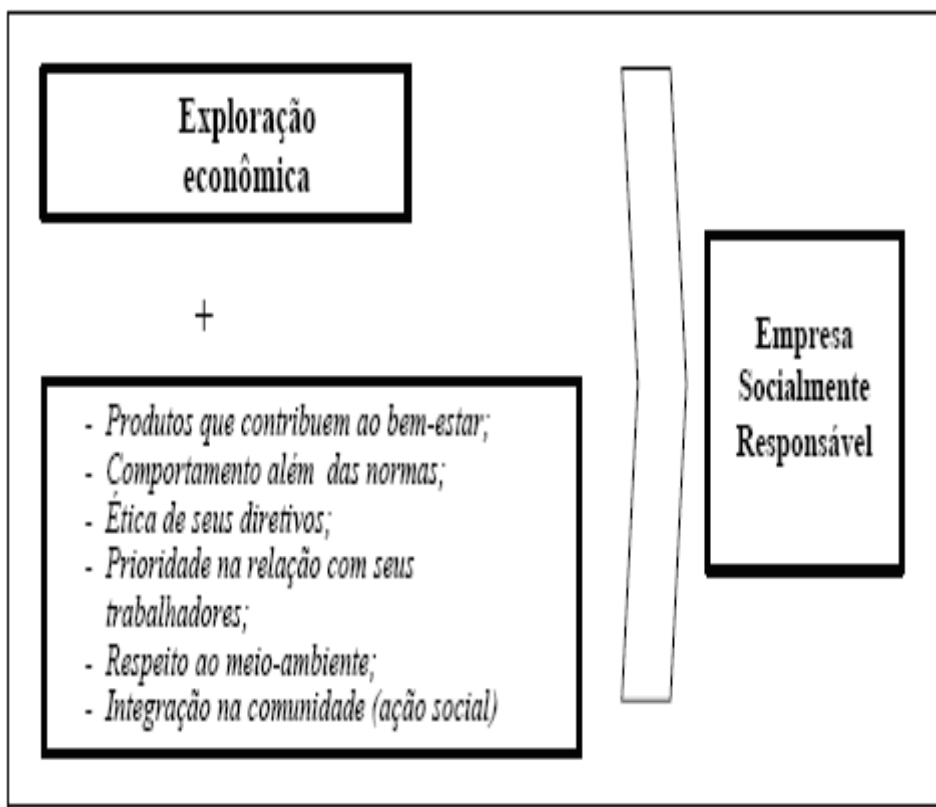 Exploração
econômica
+
- Produtos que contribuem ao bem-estar;
- Comportamento além das normas;
- Ética de seus diretivos;
- Prioridade na relação com seus
trabalhadores;
- Respeito ao meio-ambiente;
- Integração na comunidade (ação social)
Empresa
Socialmente
Responsável